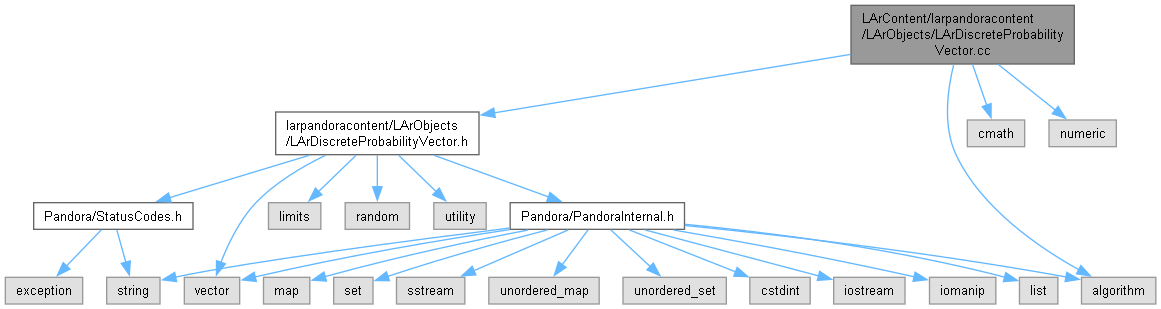 LArContent/larpandoracontent
/LArObjects/LArDiscreteProbability
Vector.cc
larpandoracontent/LArObjects
/LArDiscreteProbabilityVector.h
cmath
numeric
Pandora/StatusCodes.h
limits
random
utility
Pandora/PandoraInternal.h
exception
string
vector
map
set
sstream
unordered_map
unordered_set
cstdint
iostream
iomanip
list
algorithm